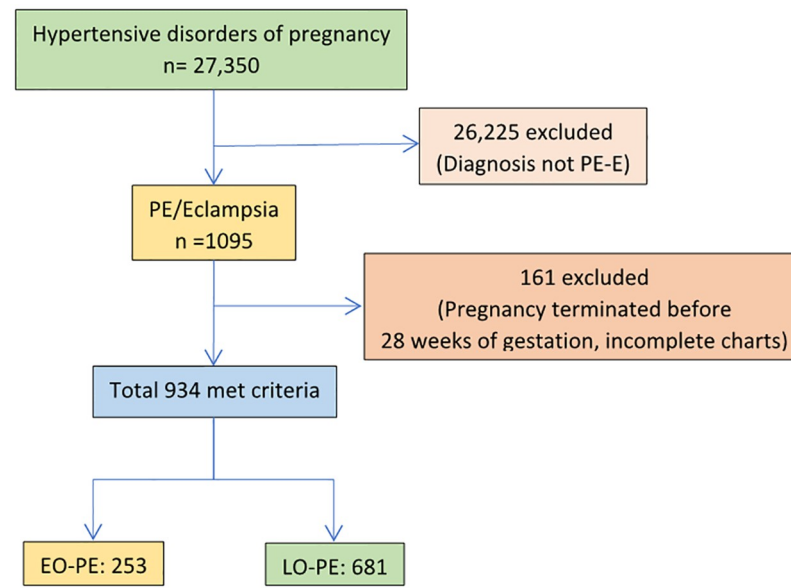 Hypertensive disorders of pregnancy
n= 27,350
26,225 excluded
(Diagnosis not PE-E)
PE/Eclampsia
n =1095
161 excluded
(Pregnancy terminated before
28 weeks of gestation, incomplete charts)
Total 934 met criteria
EO-PE: 253
LO-PE: 681